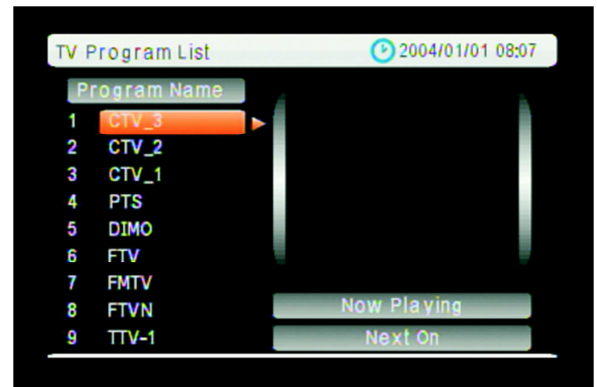 TV Program List 2004/01/01 08:07
Program Name
1 CTV_3
2 CTV_2
3 CTV_1
4 PTS
5 DIMO
6 FTV
7 FMTV
8 FTVN
9 TTV-1
Now Playing
Next On